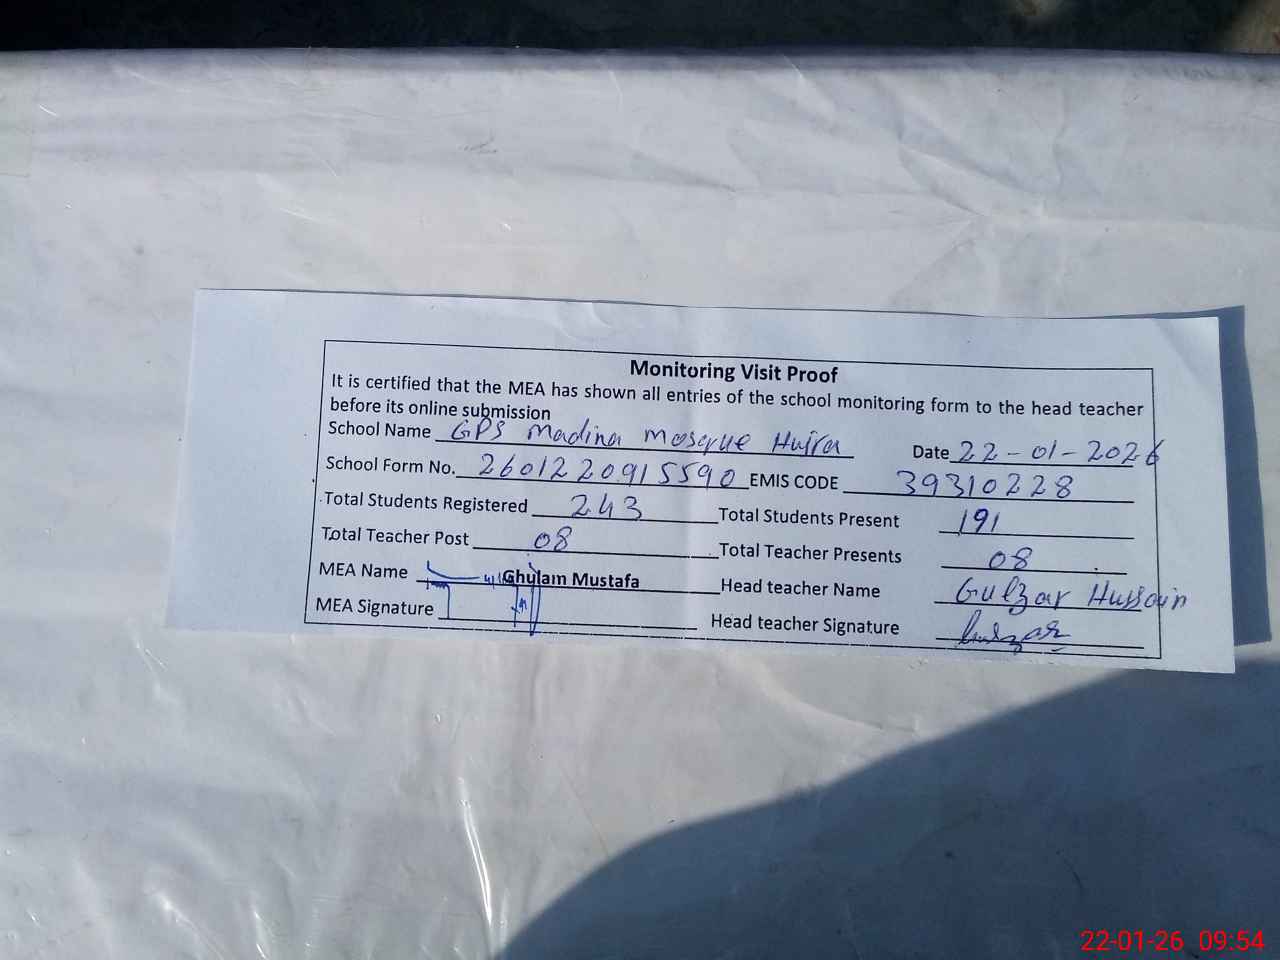 Monitoring Visit Proof
It is certified that the MEA has shown all entries of the school monitoring form to the head teacher
before its online submission
School Name GPS Madina Mosque Hujra Date 22-01-2026
School Form No. 2601220915590 EMIS CODE 39310228
Total Students Registered 243 Total Students Present 191
Total Teacher Post 08 Total Teacher Presents 08
MEA Name Ghulam Mustafa Head teacher Name Gulzar Hussain
MEA Signature Head teacher Signature Gulzar
22-01-26 09:54